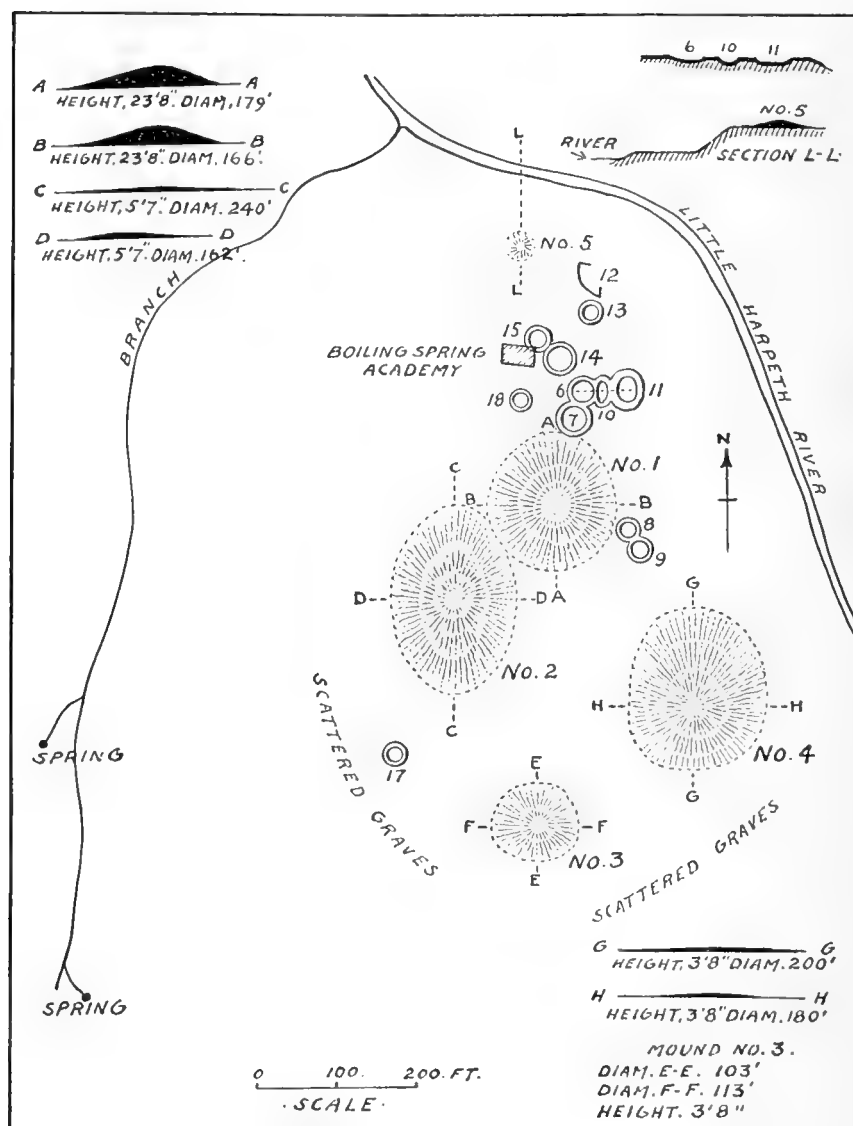 A A
HEIGHT, 23'8". DIAM, 179'
B B
HEIGHT, 23'8". DIAM. 166'.
C C
HEIGHT, 5'7". DIAM. 240'
D D
HEIGHT, 5'7". DIAM. 162'.
6 10 11
NO.5
RIVER
SECTION L-L.
BRANCH
LITTLE HARPETH RIVER
L
No. 5
L
12
13
15
14
BOILING SPRING
ACADEMY
6
11
10
18
7
A
No. 1
C
B B
8
9
D D A
G
No. 2
H H
C
No. 4
G
SCATTERED GRAVES
17
SPRING
E
F F
No. 3
E
SCATTERED GRAVES
SPRING
G G
HEIGHT, 3'8" DIAM. 200'
H H
HEIGHT, 3'8" DIAM. 180'
MOUND NO. 3.
DIAM. E-E. 103'
DIAM. F-F. 113'
HEIGHT. 3'8"
0 100. 200 FT.
. SCALE .
N